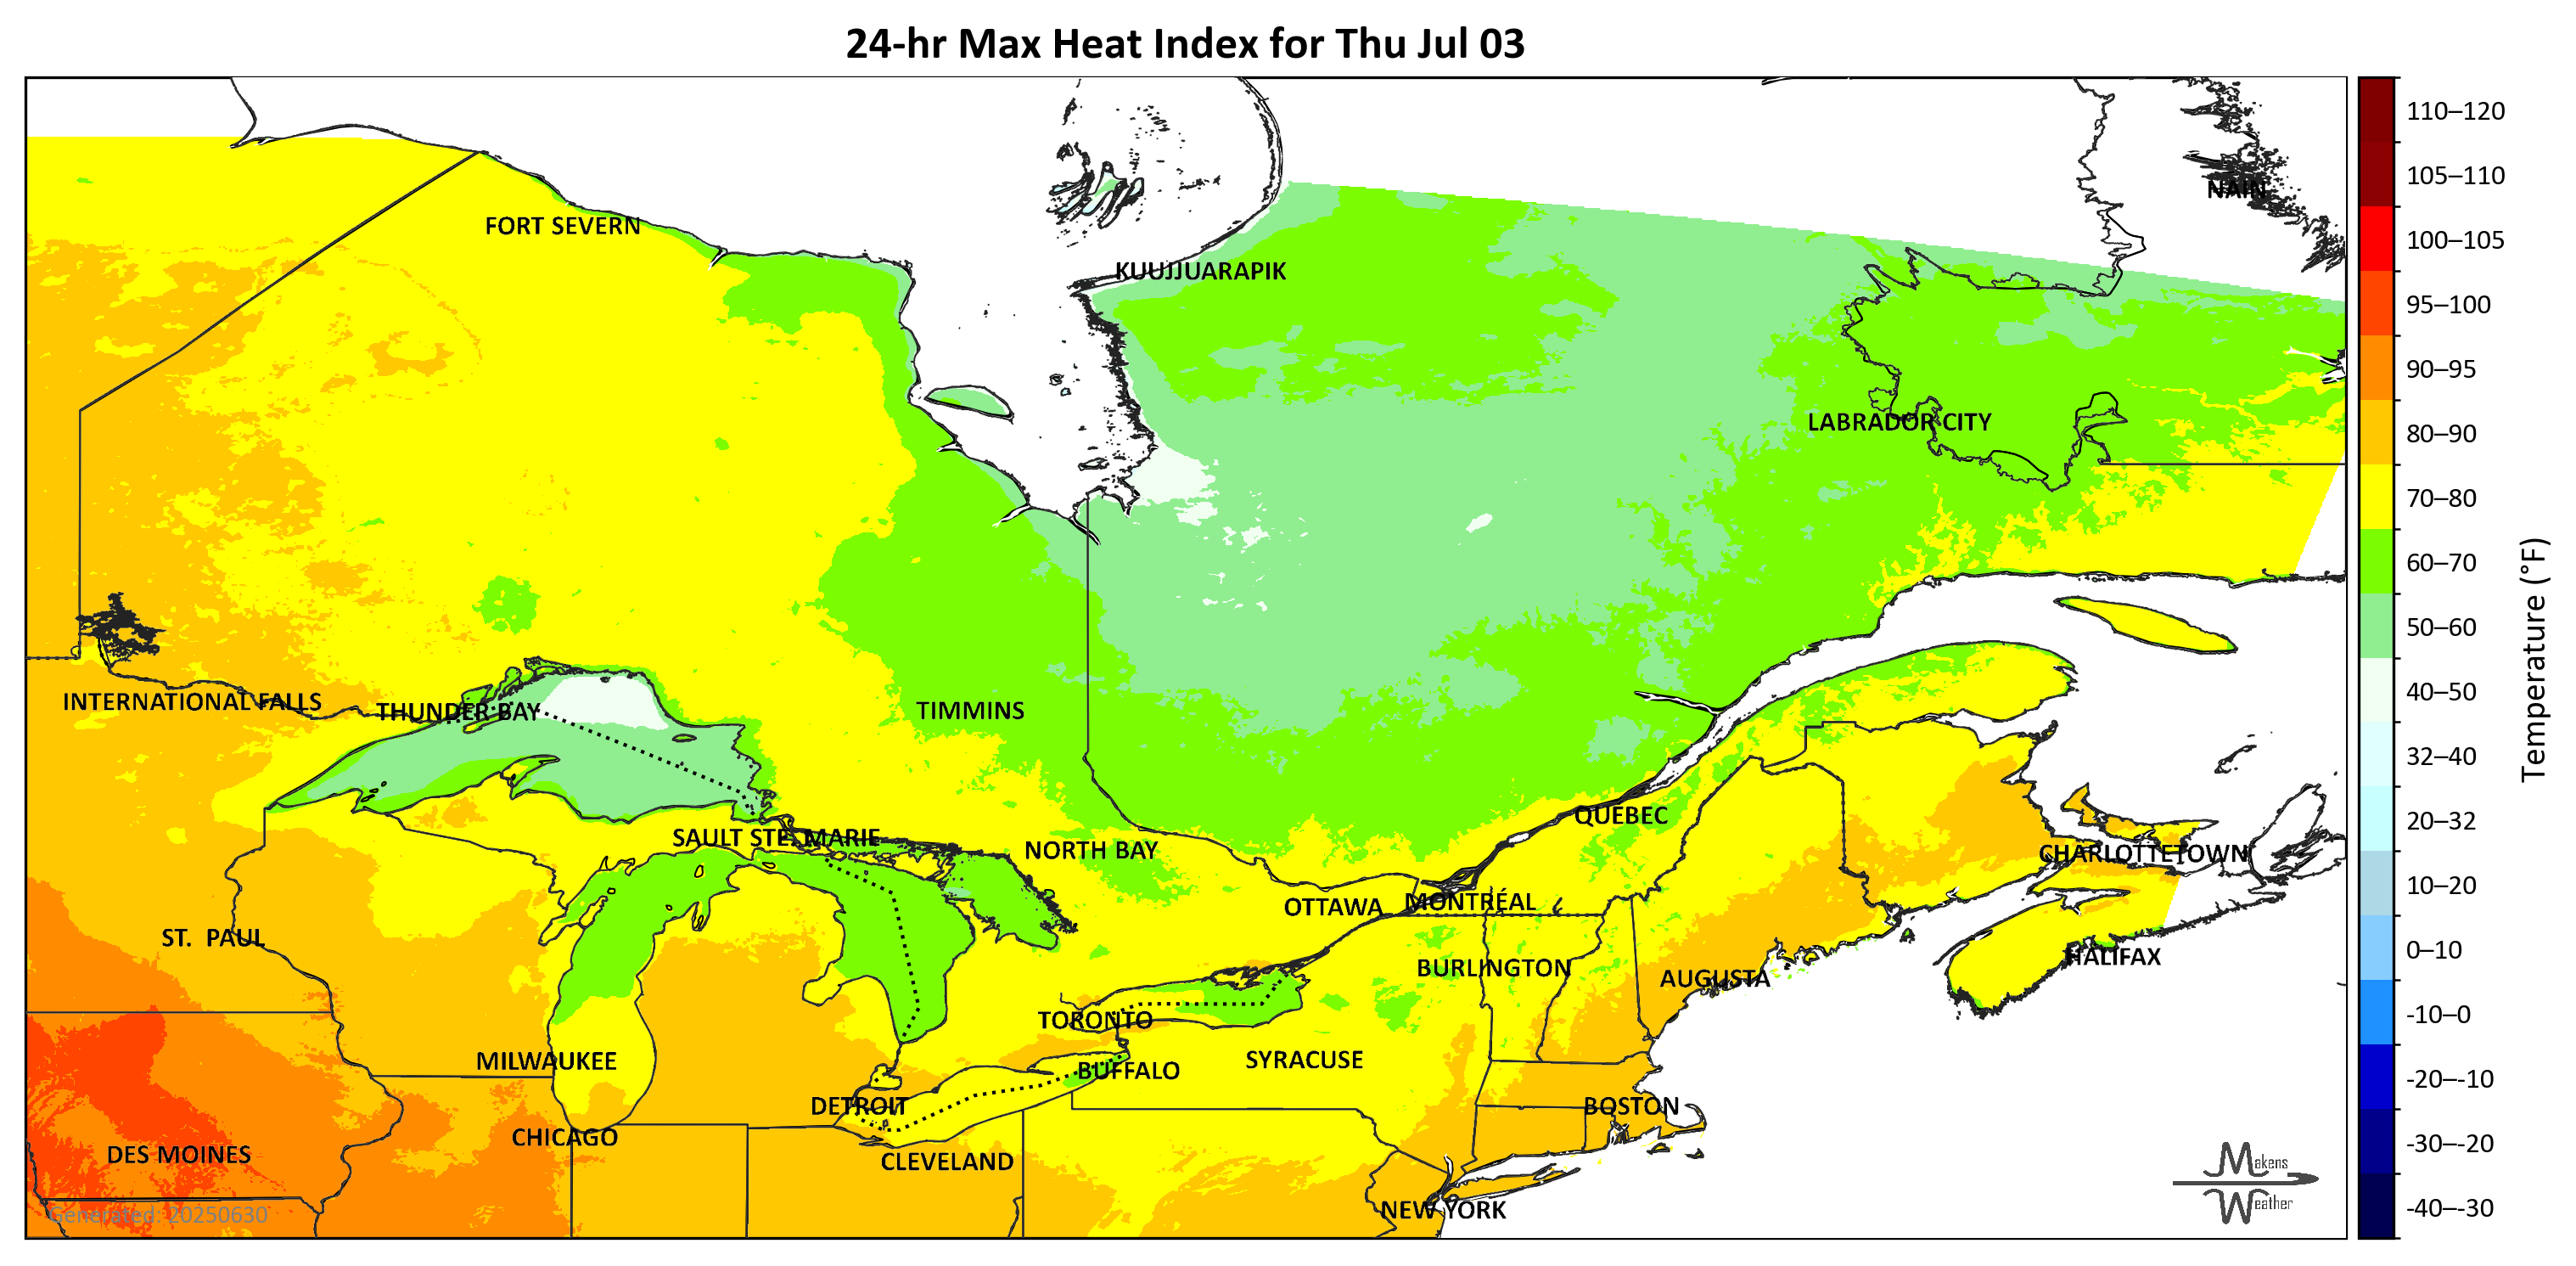 24-hr Max Heat Index for Thu Jul 03
NAIN
FORT SEVERN
KUUJJUARAPIK
LABRADOR CITY
INTERNATIONAL FALLS
THUNDER BAY
TIMMINS
QUEBEC
SAULT STE. MARIE
NORTH BAY
CHARLOTTETOWN
OTTAWA
MONTRÉAL
ST. PAUL
HALIFAX
BURLINGTON
AUGUSTA
TORONTO
MILWAUKEE
SYRACUSE
BUFFALO
DETROIT
BOSTON
CHICAGO
DES MOINES
CLEVELAND
NEW YORK
Generated: 20250630
Makens
Weather
110–120
105–110
100–105
95–100
90–95
80–90
70–80
60–70
50–60
40–50
32–40
20–32
10–20
0–10
-10–0
-20–-10
-30–-20
-40–-30
Temperature (°F)